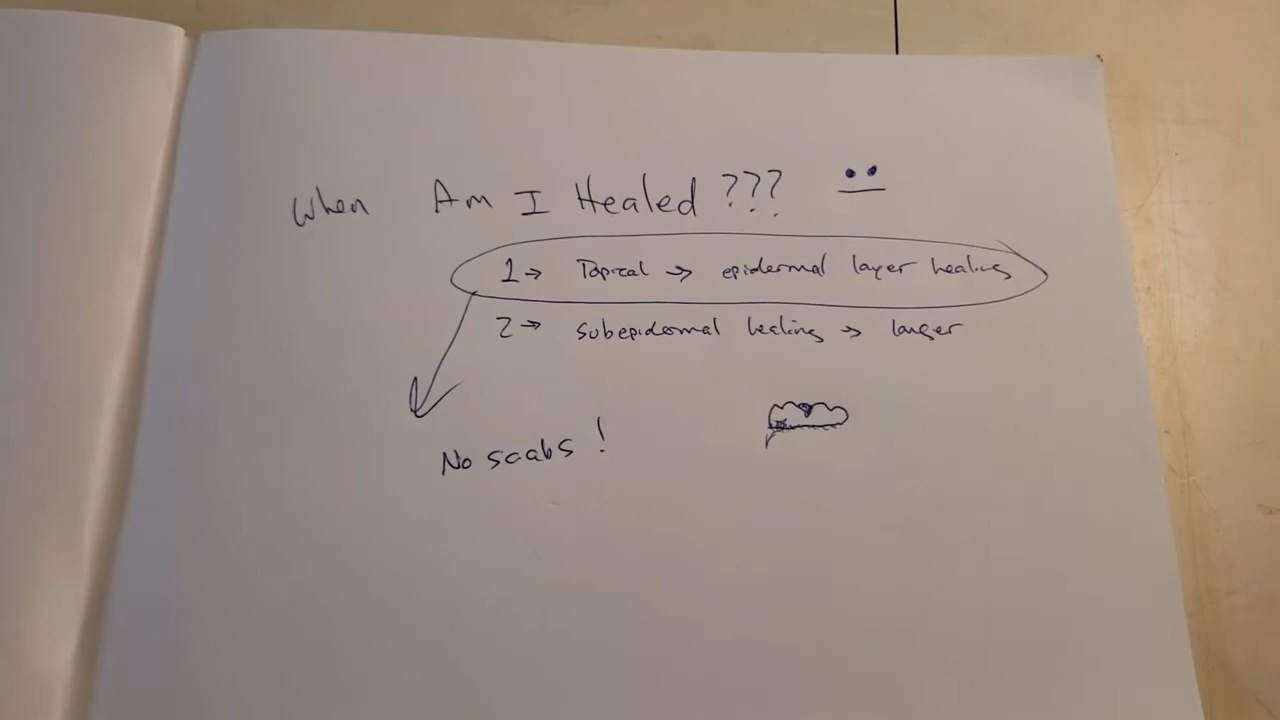 When Am I Healed ???
1→ Topical → epidermal layer healing
2→ subepidermal healing → longer
No scabs !